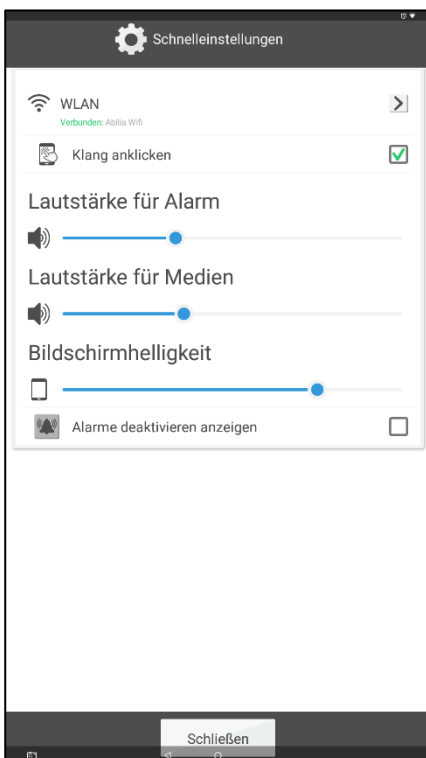 Schnelleinstellungen
WLAN
Verbunden: Abilia Wifi
Klang anklicken
Lautstärke für Alarm
Lautstärke für Medien
Bildschirmhelligkeit
Alarme deaktivieren anzeigen
Schließen